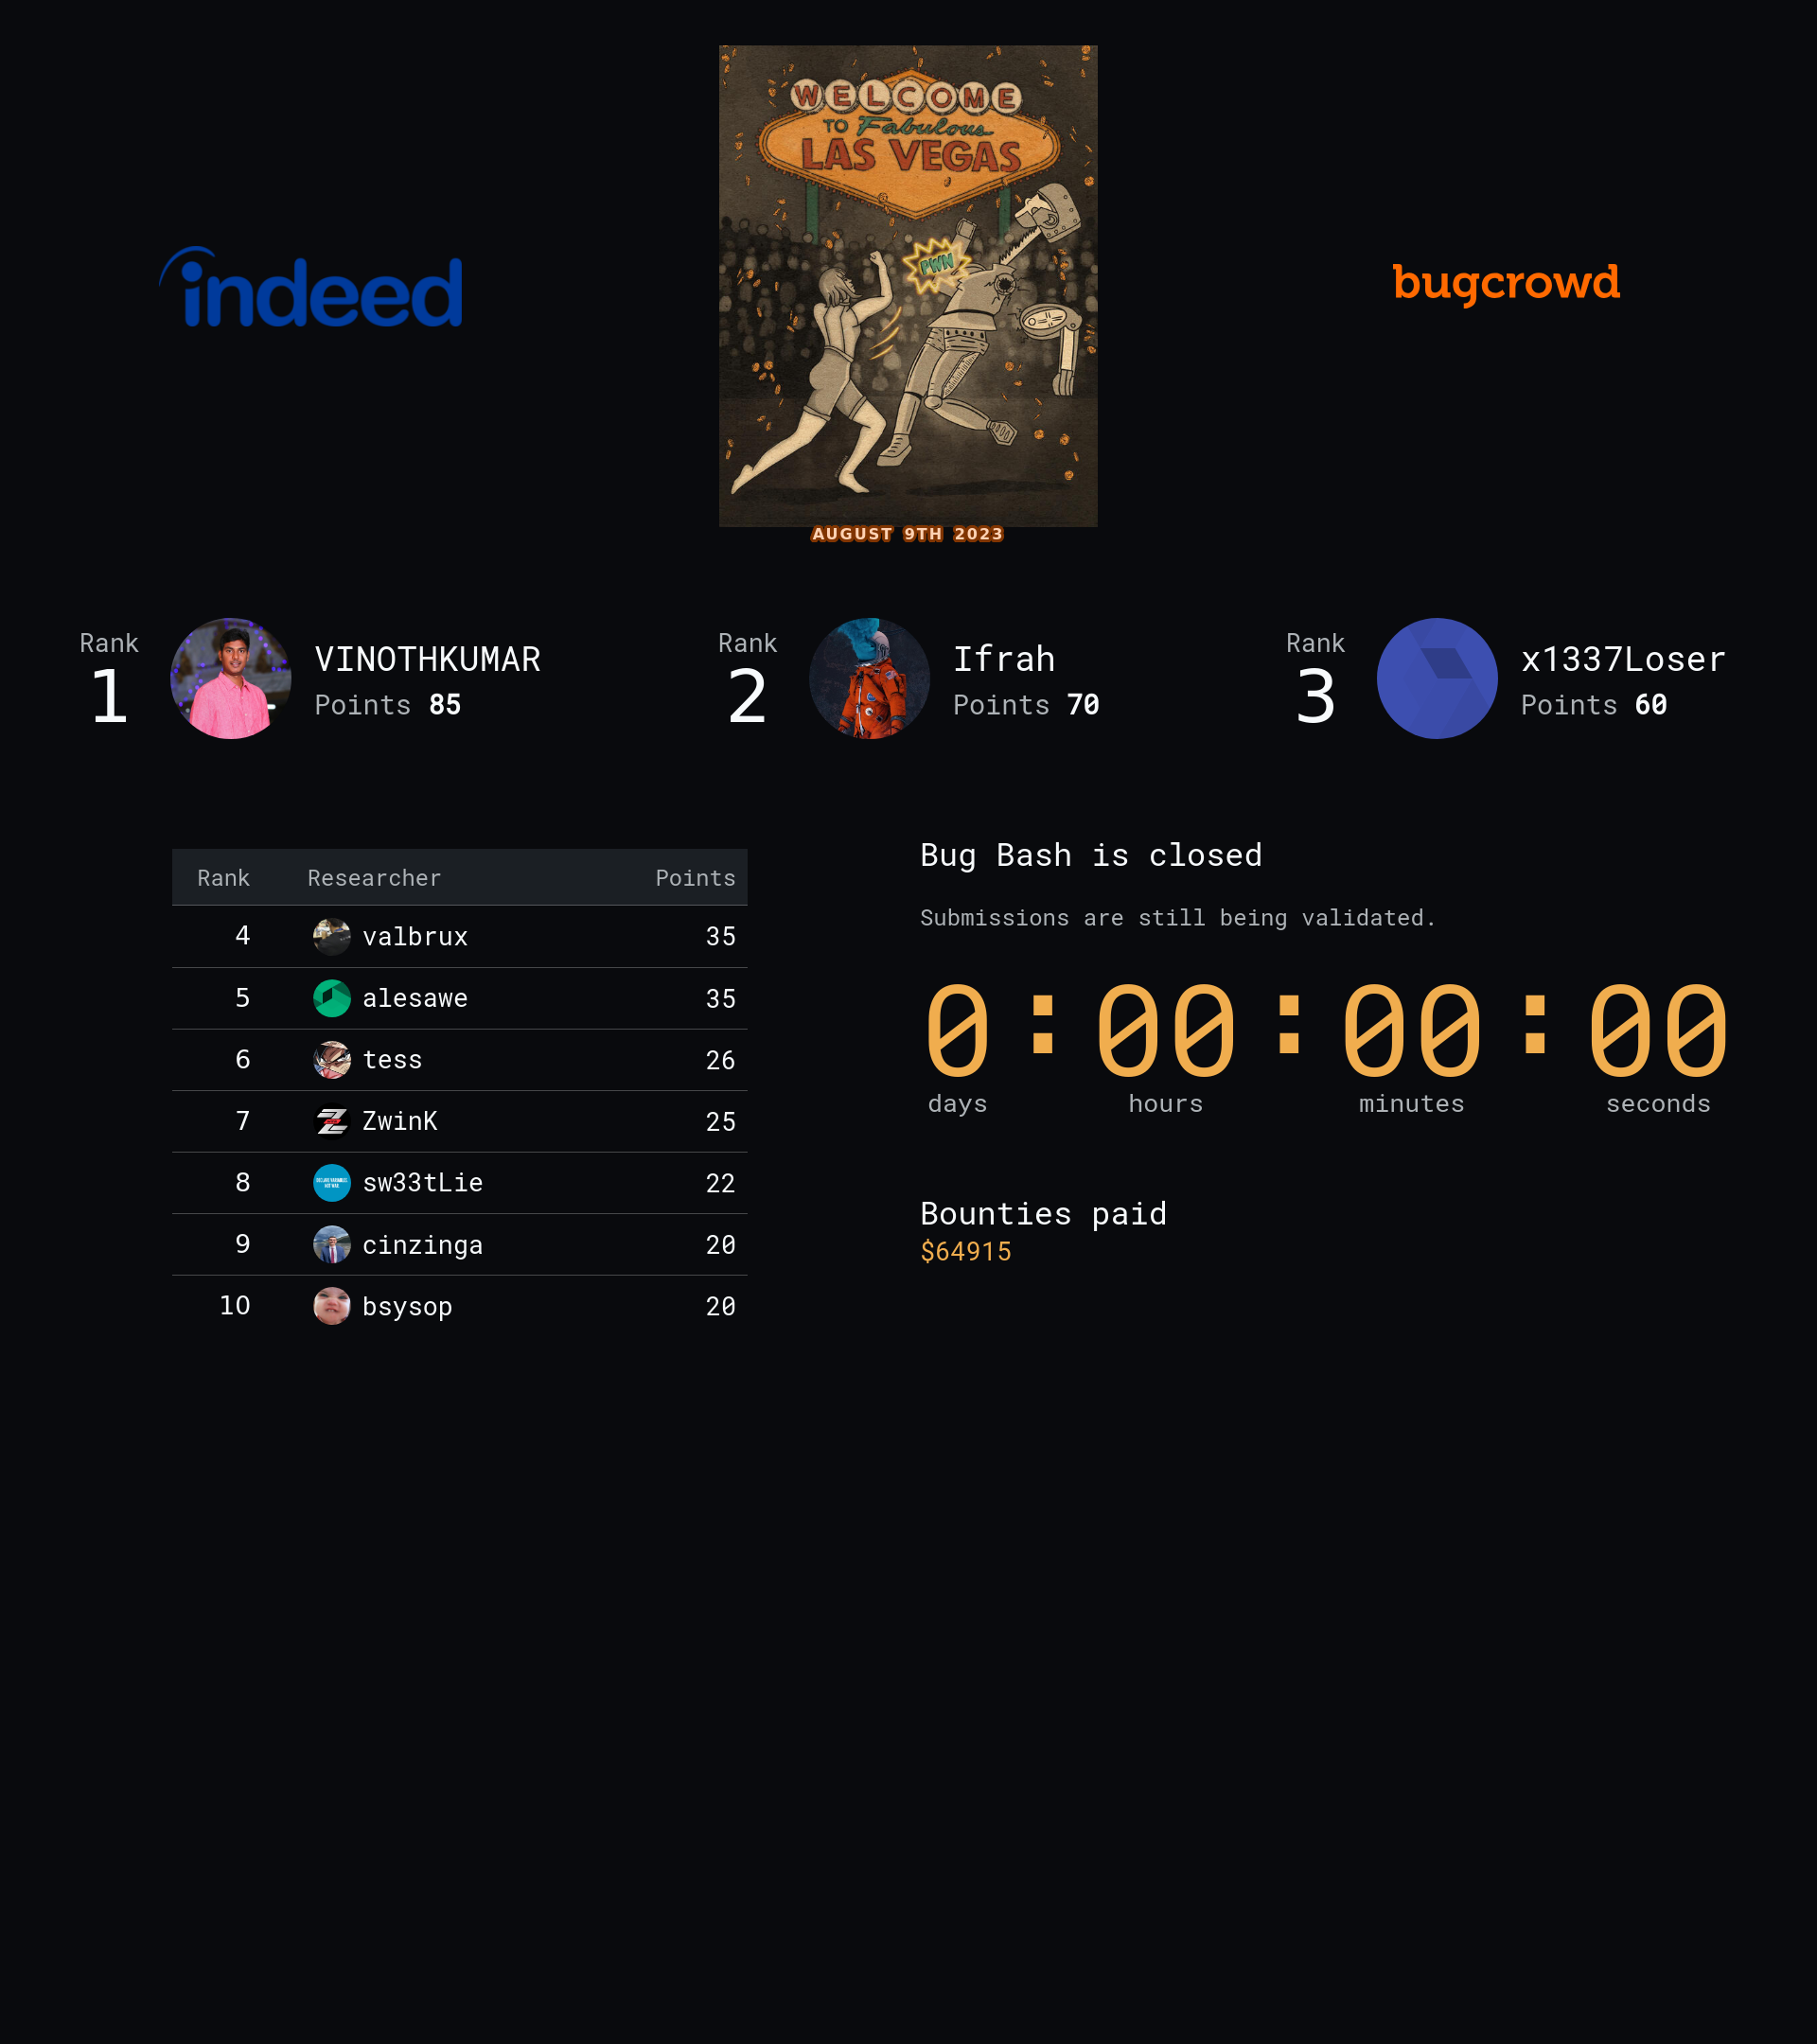 WELCOME
TO Fabulous
LAS VEGAS
PWN
indeed
bugcrowd
AUGUST 9TH 2023
Rank
1
VINOTHKUMAR
Points 85
Rank
2
Ifrah
Points 70
Rank
3
x1337Loser
Points 60
Rank Researcher Points
4 valbrux 35
5 alesawe 35
6 tess 26
7 ZwinK 25
8 sw33tLie 22
9 cinzinga 20
10 bsysop 20
Bug Bash is closed
Submissions are still being validated.
0 : 00 : 00 : 00
days hours minutes seconds
Bounties paid
$64915